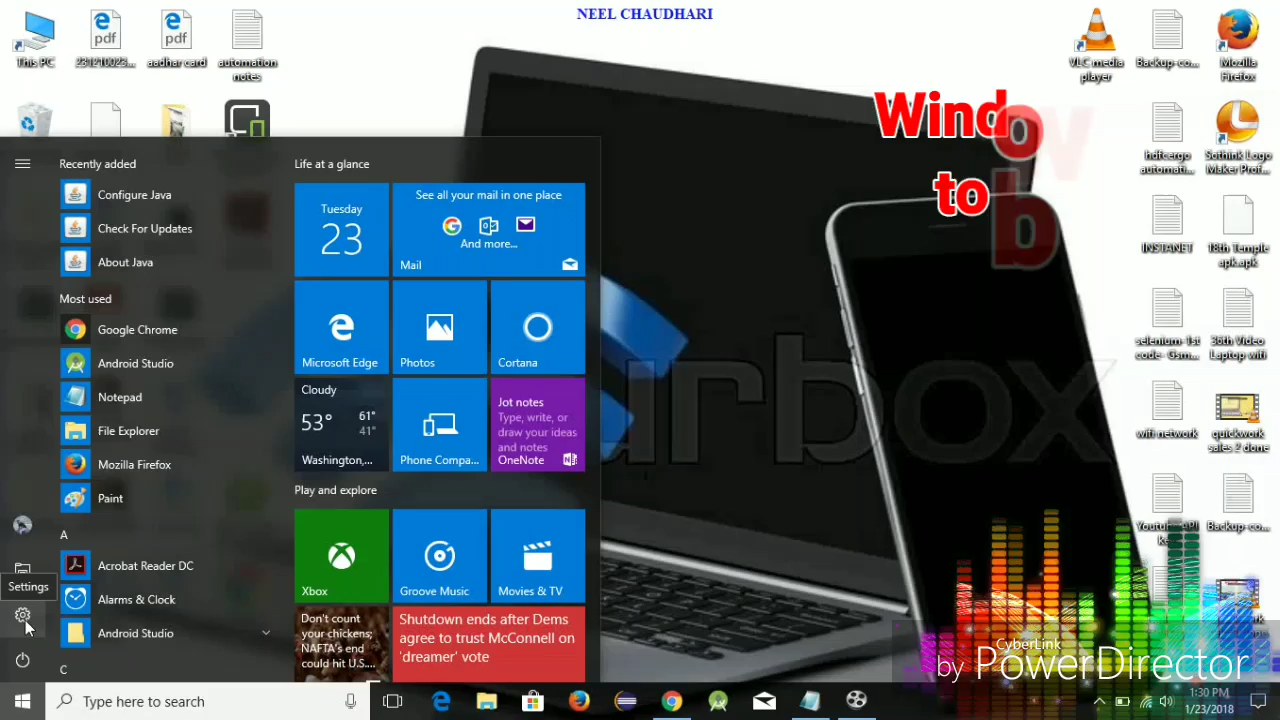 NEEL CHAUDHARI
This PC
231210023...
aadhar card
automation
notes
VLC media
player
Backup-co...
Mozilla
Firefox
hdfcergo
automati...
Sothink Logo
Maker Prof...
INSTANET
18th Temple
apk.apk
selenium-1st
code- Gsm...
36th Video
Laptop wifi
wifi network
quickwork
sales 2 done
Backup-co...
Wind
to
Recently added
Configure Java
Check For Updates
About Java
Most used
Google Chrome
Android Studio
Notepad
File Explorer
Mozilla Firefox
Paint
A
Acrobat Reader DC
Alarms & Clock
Android Studio
C
Settings
Life at a glance
Tuesday
23
See all your mail in one place
And more...
Mail
Microsoft Edge
Photos
Cortana
Cloudy
53° 61°
41°
Washington,...
Phone Compa...
Jot notes
Type, write, or
draw your ideas
and notes
OneNote
Play and explore
Xbox
Groove Music
Movies & TV
Don't count
your chickens;
NAFTA's end
could hit U.S....
Shutdown ends after Dems
agree to trust McConnell on
'dreamer' vote
CyberLink
by PowerDirector
Type here to search
1:30 PM
1/23/2018